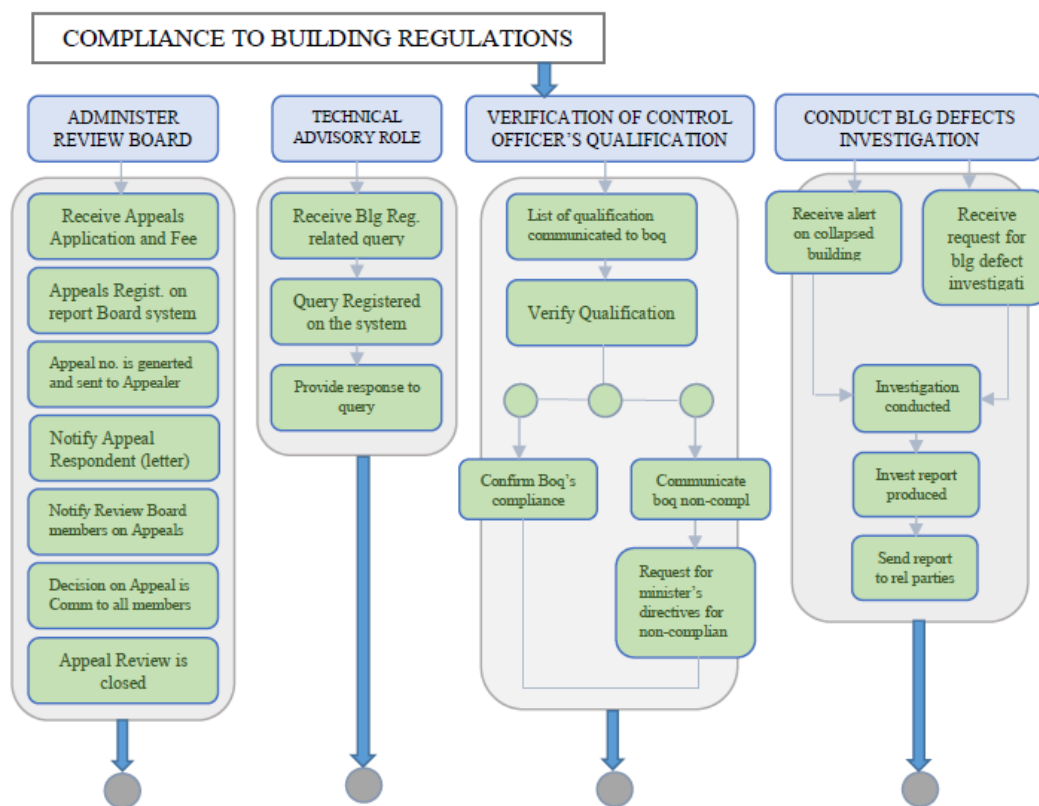 COMPLIANCE TO BUILDING REGULATIONS
ADMINISTER
REVIEW BOARD
Receive Appeals
Application and Fee
Appeals Regist. on
report Board system
Appeal no. is generted
and sent to Appealer
Notify Appeal
Respondent (letter)
Notify Review Board
members on Appeals
Decision on Appeal is
Comm to all members
Appeal Review is
closed
TECHNICAL
ADVISORY ROLE
Receive Blg Reg.
related query
Query Registered
on the system
Provide response to
query
VERIFICATION OF CONTROL
OFFICER'S QUALIFICATION
List of qualification
communicated to boq
Verify Qualification
Confirm Boq's
compliance
Communicate
boq non-compl
Request for
minister's
directives for
non-complian
CONDUCT BLG DEFECTS
INVESTIGATION
Receive alert
on collapsed
building
Receive
request for
blg defect
investigati
Investigation
conducted
Invest report
produced
Send report
to rel parties